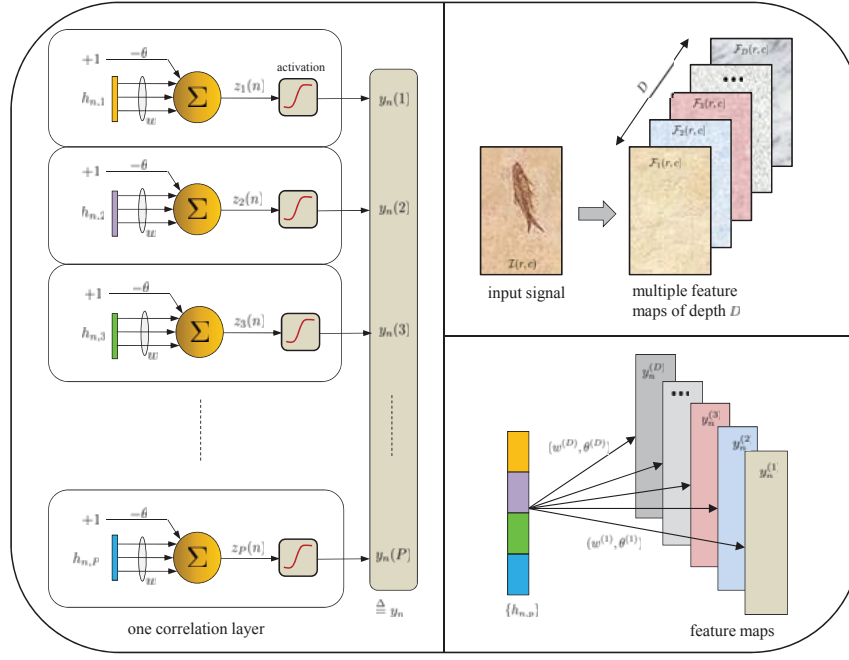 +1
−θ
h_{n,1}
w
z_1(n)
activation
y_n(1)
+1
−θ
h_{n,2}
w
z_2(n)
y_n(2)
+1
−θ
h_{n,3}
w
z_3(n)
y_n(3)
+1
−θ
h_{n,P}
w
z_P(n)
y_n(P)
≜ y_n
one correlation layer
D
F_D(r, c)
•••
F_3(r, c)
F_2(r, c)
F_1(r, c)
I(r, c)
input signal
multiple feature
maps of depth D
y_n^{(D)}
•••
y_n^{(3)}
y_n^{(2)}
y_n^{(1)}
(w^{(D)}, θ^{(D)})
(w^{(1)}, θ^{(1)})
{h_{n,p}}
feature maps
Σ
Σ
Σ
Σ